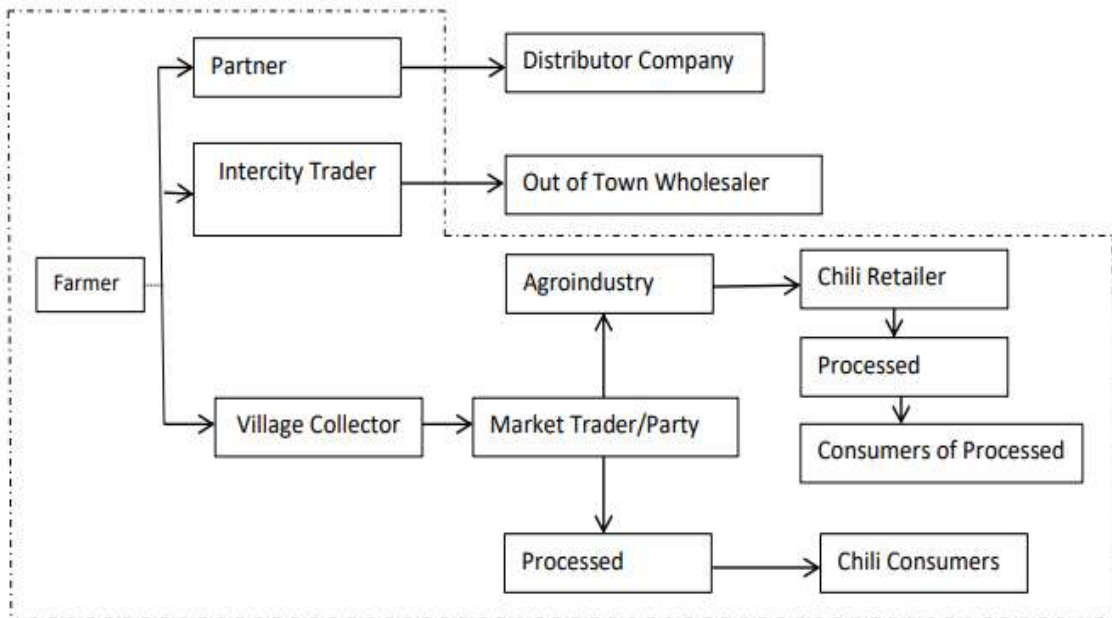 Partner
Distributor Company
Intercity Trader
Out of Town Wholesaler
Farmer
Agroindustry
Chili Retailer
Processed
Village Collector
Market Trader/Party
Consumers of Processed
Processed
Chili Consumers